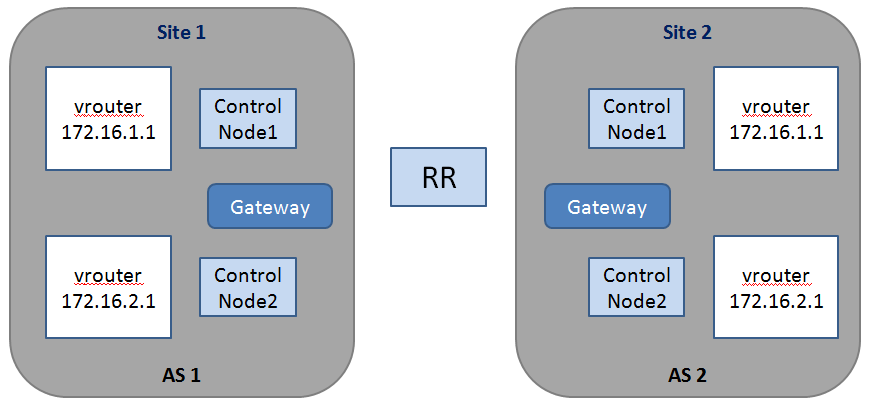 Site 1
vrouter
172.16.1.1
Control
Node1
Gateway
vrouter
172.16.2.1
Control
Node2
AS 1
RR
Site 2
Control
Node1
vrouter
172.16.1.1
Gateway
Control
Node2
vrouter
172.16.2.1
AS 2